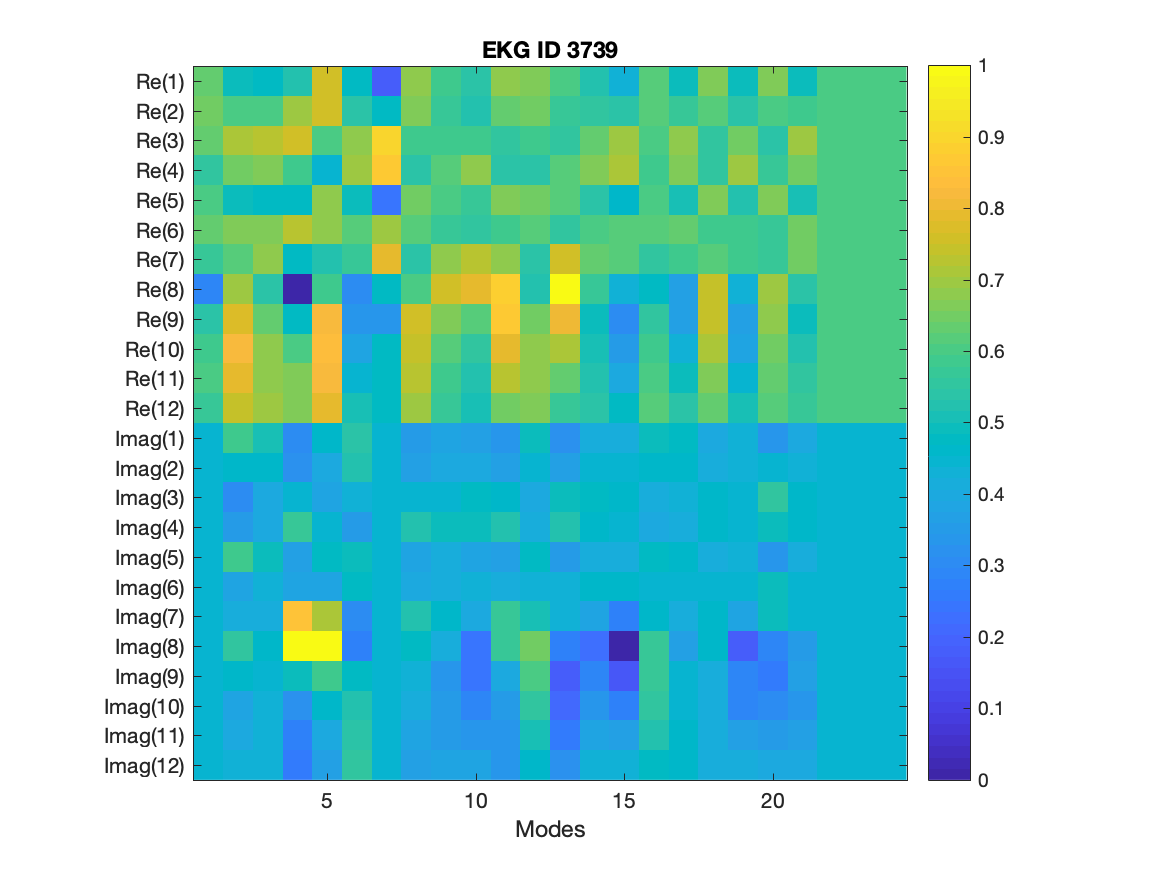 EKG ID 3739
Re(1)
Re(2)
Re(3)
Re(4)
Re(5)
Re(6)
Re(7)
Re(8)
Re(9)
Re(10)
Re(11)
Re(12)
Imag(1)
Imag(2)
Imag(3)
Imag(4)
Imag(5)
Imag(6)
Imag(7)
Imag(8)
Imag(9)
Imag(10)
Imag(11)
Imag(12)
5 10 15 20
Modes
1
0.9
0.8
0.7
0.6
0.5
0.4
0.3
0.2
0.1
0